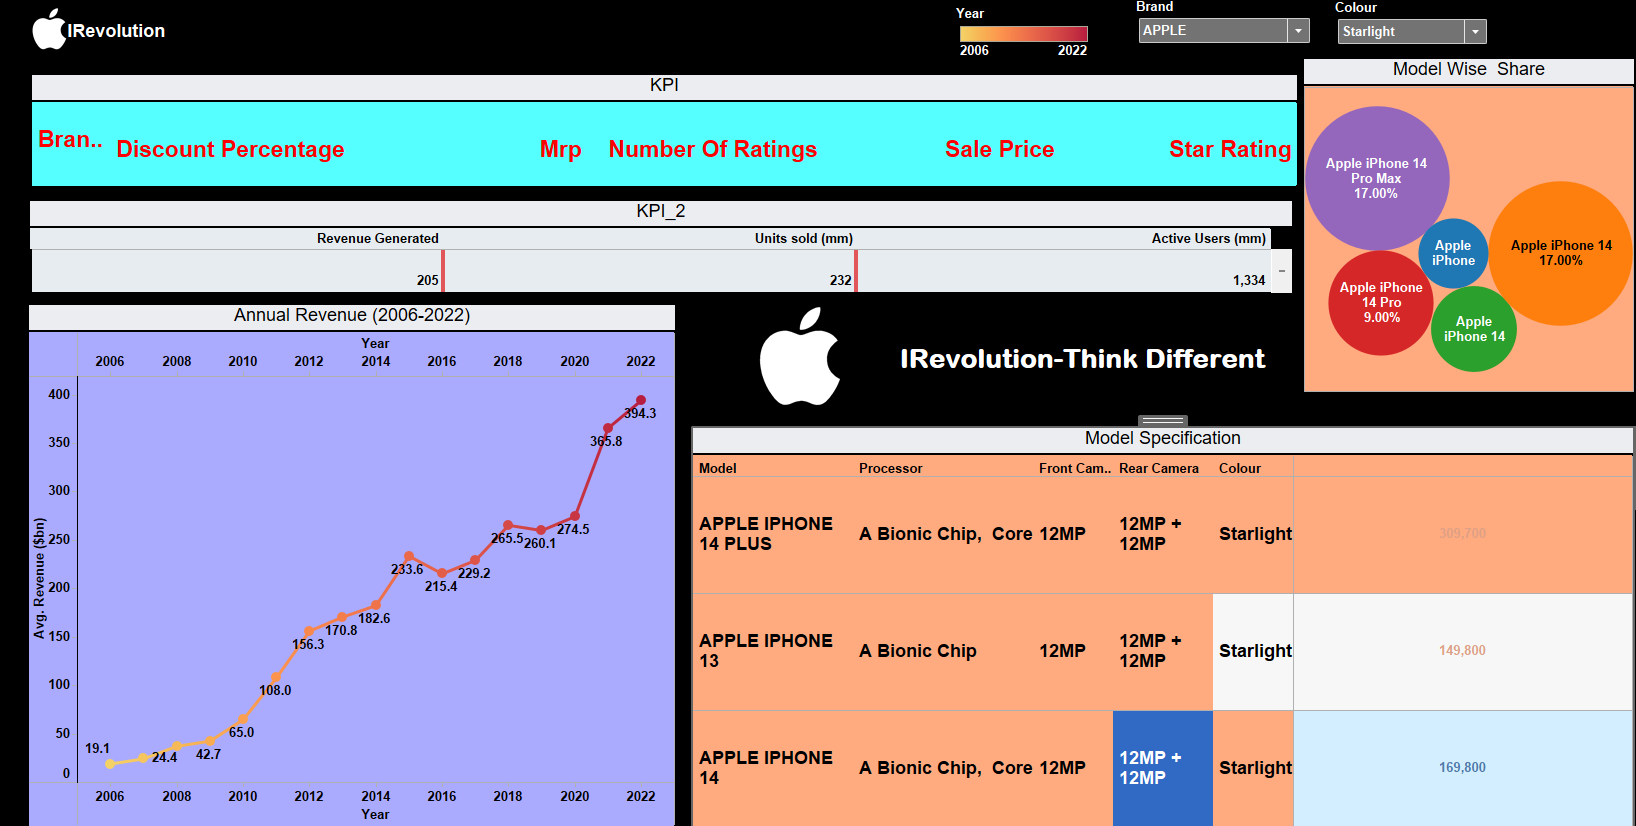 IRevolution
Year
2006 2022
Brand
APPLE
Colour
Starlight
KPI
Bran.. Discount Percentage Mrp Number Of Ratings Sale Price Star Rating
Model Wise Share
Apple iPhone 14
Pro Max
17.00%
Apple iPhone 14
17.00%
Apple
iPhone
Apple iPhone
14 Pro
9.00%
Apple
iPhone 14
KPI_2
Revenue Generated Units sold (mm) Active Users (mm)
205 232 1,334
Annual Revenue (2006-2022)
Year
2006 2008 2010 2012 2014 2016 2018 2020 2022
Avg. Revenue ($bn)
400
350
300
250
200
150
100
50
0
19.1
24.4
42.7
65.0
108.0
156.3
170.8
182.6
233.6
215.4
229.2
265.5
260.1
274.5
365.8
394.3
2006 2008 2010 2012 2014 2016 2018 2020 2022
Year
IRevolution-Think Different
Model Specification
Model Processor Front Cam.. Rear Camera Colour
APPLE IPHONE
14 PLUS
A Bionic Chip, Core
12MP
12MP +
12MP
Starlight
309,700
APPLE IPHONE
13
A Bionic Chip
12MP
12MP +
12MP
Starlight
149,800
APPLE IPHONE
14
A Bionic Chip, Core
12MP
12MP +
12MP
Starlight
169,800